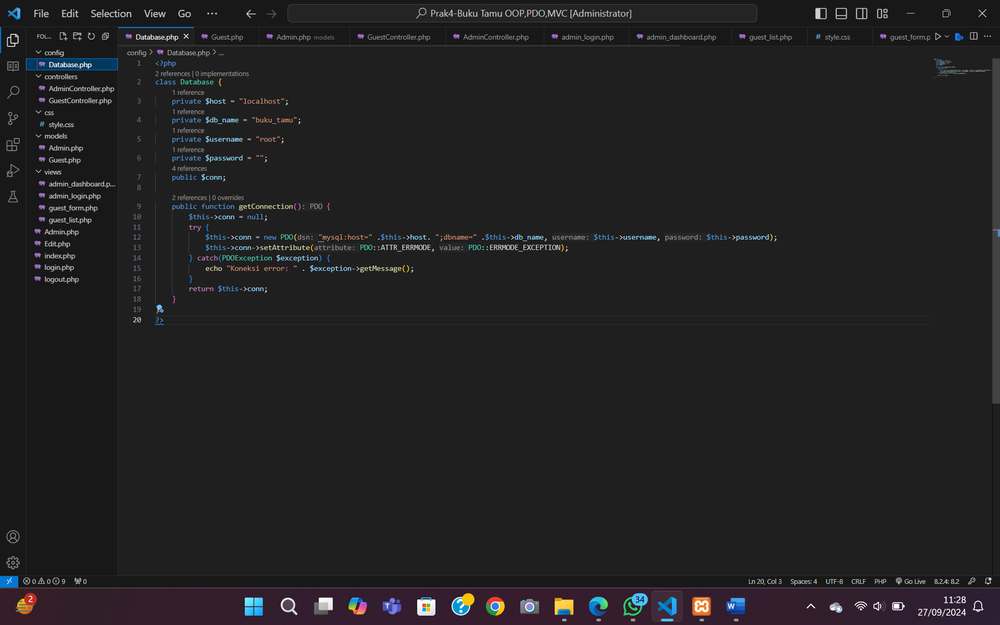 File Edit Selection View Go ··· Prak4-Buku Tamu OOP,PDO,MVC [Administrator]
FOL...
Database.php Guest.php Admin.php models GuestController.php AdminController.php admin_login.php admin_dashboard.php guest_list.php # style.css guest_form.p
config
Database.php
controllers
AdminController.php
GuestController.php
css
# style.css
models
Admin.php
Guest.php
views
admin_dashboard.p...
admin_login.php
guest_form.php
guest_list.php
Admin.php
Edit.php
index.php
login.php
logout.php
config > Database.php > ...
1 <?php
2 references | 0 implementations
2 class Database {
1 reference
3 private $host = "localhost";
1 reference
4 private $db_name = "buku_tamu";
1 reference
5 private $username = "root";
1 reference
6 private $password = "";
4 references
7 public $conn;
8
2 references | 0 overrides
9 public function getConnection(): PDO {
10 $this->conn = null;
11 try {
12 $this->conn = new PDO(dsn: "mysql:host=" .$this->host. ";dbname=" .$this->db_name, username: $this->username, password: $this->password);
13 $this->conn->setAttribute(attribute: PDO::ATTR_ERRMODE, value: PDO::ERRMODE_EXCEPTION);
14 } catch(PDOException $exception) {
15 echo "Koneksi error: " . $exception->getMessage();
16 }
17 return $this->conn;
18 }
19 }
20 ?>
0 0 9 0 Ln 20, Col 3 Spaces: 4 UTF-8 CRLF PHP Go Live 8.2.4: 8.2
2 34 11:28
27/09/2024